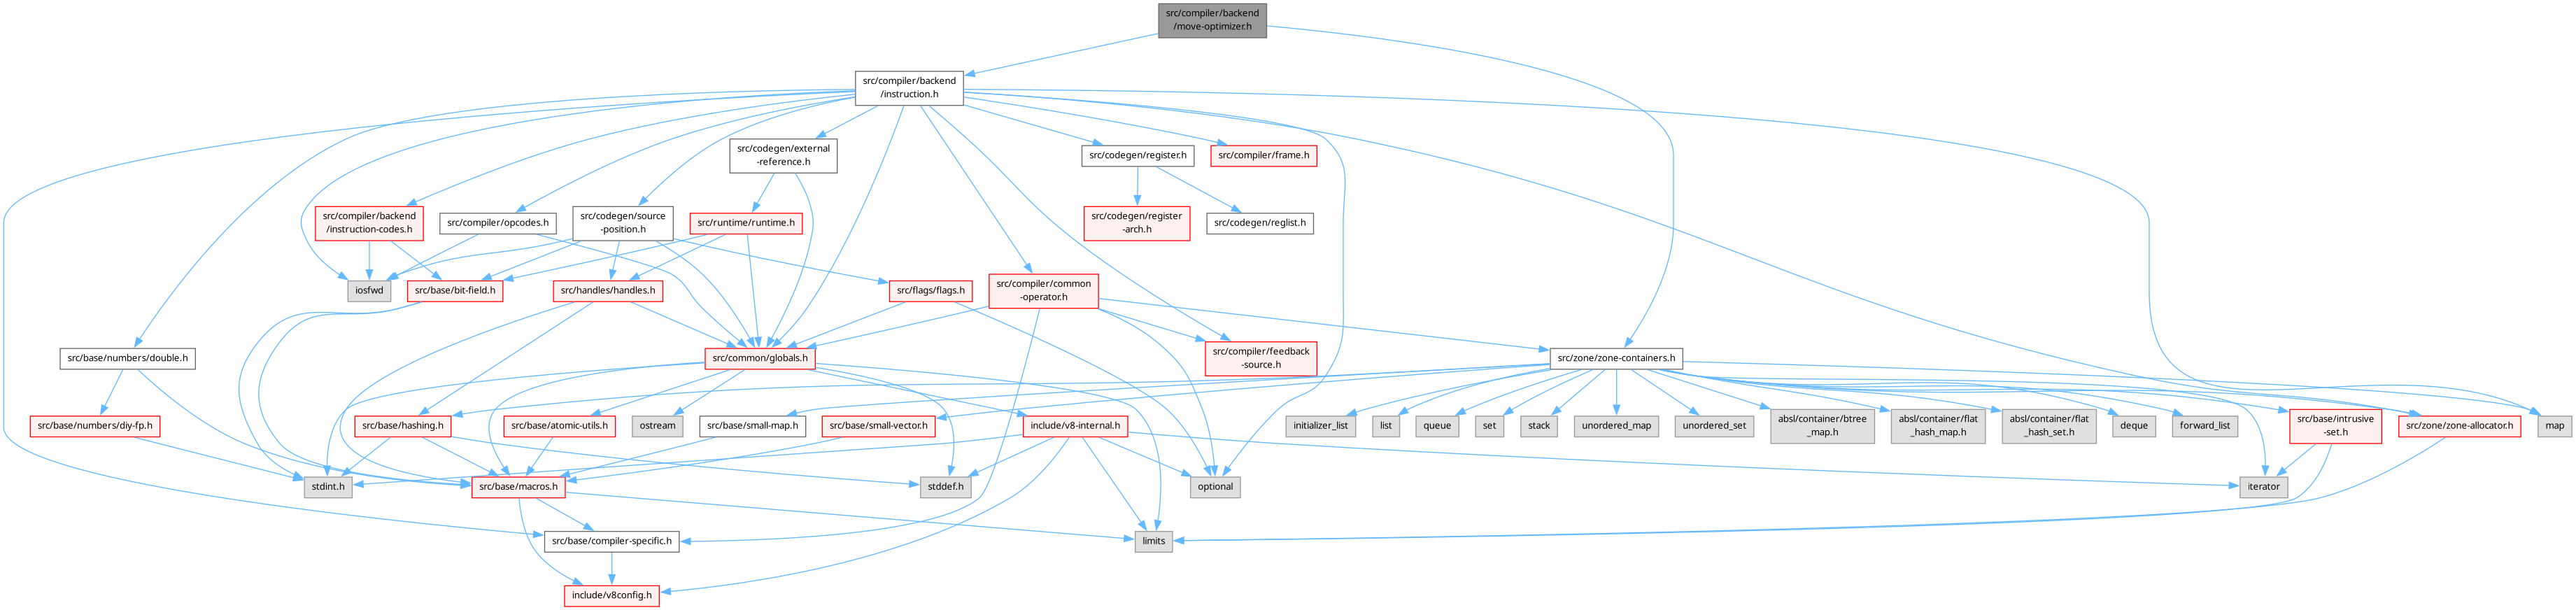 src/compiler/backend
/move-optimizer.h
src/compiler/backend
/instruction.h
src/codegen/external
-reference.h
src/codegen/register.h
src/compiler/frame.h
src/compiler/backend
/instruction-codes.h
src/compiler/opcodes.h
src/codegen/source
-position.h
src/runtime/runtime.h
src/codegen/register
-arch.h
src/codegen/reglist.h
iosfwd
src/base/bit-field.h
src/handles/handles.h
src/flags/flags.h
src/compiler/common
-operator.h
src/base/numbers/double.h
src/common/globals.h
src/compiler/feedback
-source.h
src/zone/zone-containers.h
src/base/numbers/diy-fp.h
src/base/hashing.h
src/base/atomic-utils.h
ostream
src/base/small-map.h
src/base/small-vector.h
include/v8-internal.h
initializer_list
list
queue
set
stack
unordered_map
unordered_set
absl/container/btree
_map.h
absl/container/flat
_hash_map.h
absl/container/flat
_hash_set.h
deque
forward_list
src/base/intrusive
-set.h
src/zone/zone-allocator.h
map
stdint.h
src/base/macros.h
stddef.h
optional
iterator
src/base/compiler-specific.h
limits
include/v8config.h